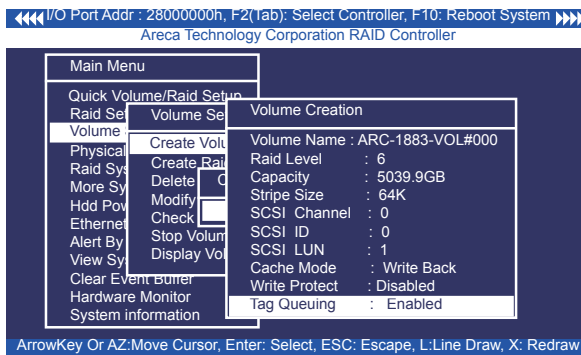 I/O Port Addr : 28000000h, F2(Tab): Select Controller, F10: Reboot System
Areca Technology Corporation RAID Controller
Main Menu
Quick Volume/Raid Setup
Raid Set
Volume
Physical
Raid Sys
More Sy
Hdd Pow
Ethernet
Alert By
View Sy
Clear Event Buffer
Hardware Monitor
System information
Volume Se
Create Volu
Create Rai
Delete
Modify
Check
Stop Volum
Display Vol
C
Volume Creation
Volume Name : ARC-1883-VOL#000
Raid Level : 6
Capacity : 5039.9GB
Stripe Size : 64K
SCSI Channel : 0
SCSI ID : 0
SCSI LUN : 1
Cache Mode : Write Back
Write Protect : Disabled
Tag Queuing : Enabled
ArrowKey Or AZ:Move Cursor, Enter: Select, ESC: Escape, L:Line Draw, X: Redraw